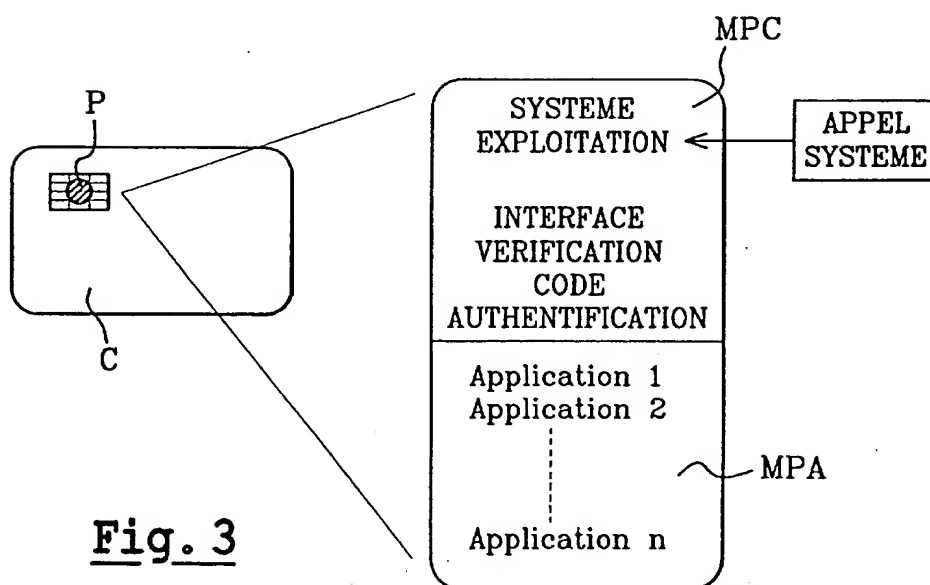 MPC
P
SYSTEME
EXPLOITATION
APPEL
SYSTEME
INTERFACE
VERIFICATION
CODE
AUTHENTIFICATION
C
Application 1
Application 2
MPA
Application n
Fig. 3